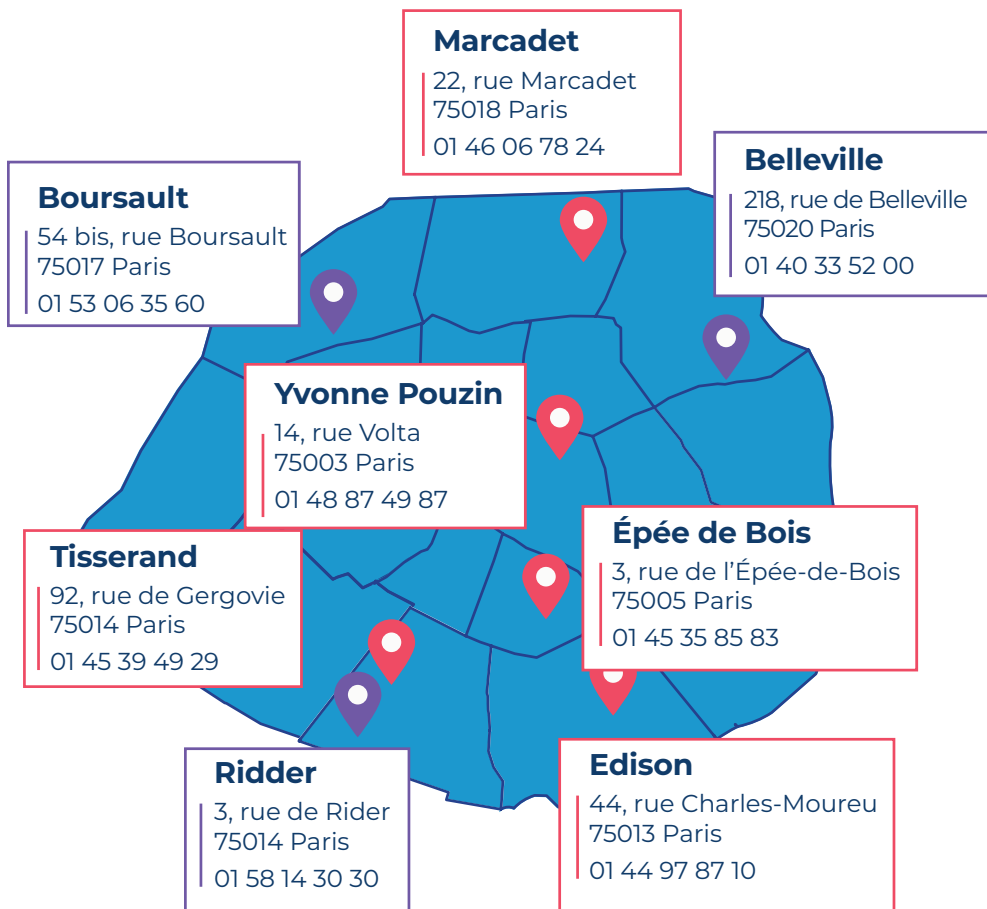 Marcadet
22, rue Marcadet
75018 Paris
01 46 06 78 24
Belleville
218, rue de Belleville
75020 Paris
01 40 33 52 00
Boursault
54 bis, rue Boursault
75017 Paris
01 53 06 35 60
Yvonne Pouzin
14, rue Volta
75003 Paris
01 48 87 49 87
Épée de Bois
3, rue de l'Épée-de-Bois
75005 Paris
01 45 35 85 83
Tisserand
92, rue de Gergovie
75014 Paris
01 45 39 49 29
Ridder
3, rue de Rider
75014 Paris
01 58 14 30 30
Edison
44, rue Charles-Moureu
75013 Paris
01 44 97 87 10